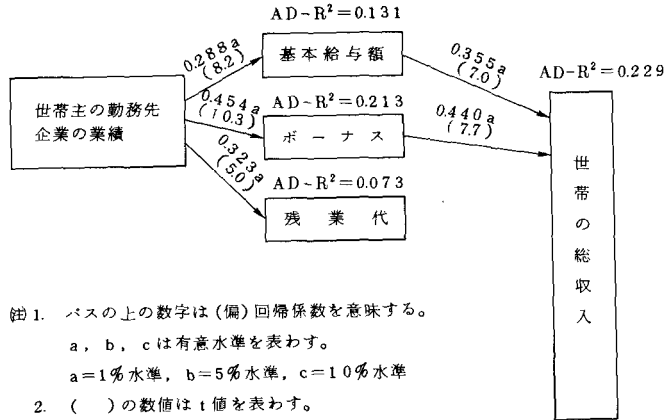 AD-R²=0.131
0.288a
(8.2)
基本給与額
0.355a
(7.0)
AD-R²=0.229
世帯主の勤務先
企業の業績
0.454a
(10.3)
AD-R²=0.213
ボーナス
0.440a
(7.7)
0.323a
(5.0)
AD-R²=0.073
残業代
世帯の総収入
(注)1. パスの上の数字は(偏)回帰係数を意味する。
a, b, cは有意水準を表わす。
a=1%水準, b=5%水準, c=10%水準
2. ( )の数値はt値を表わす。